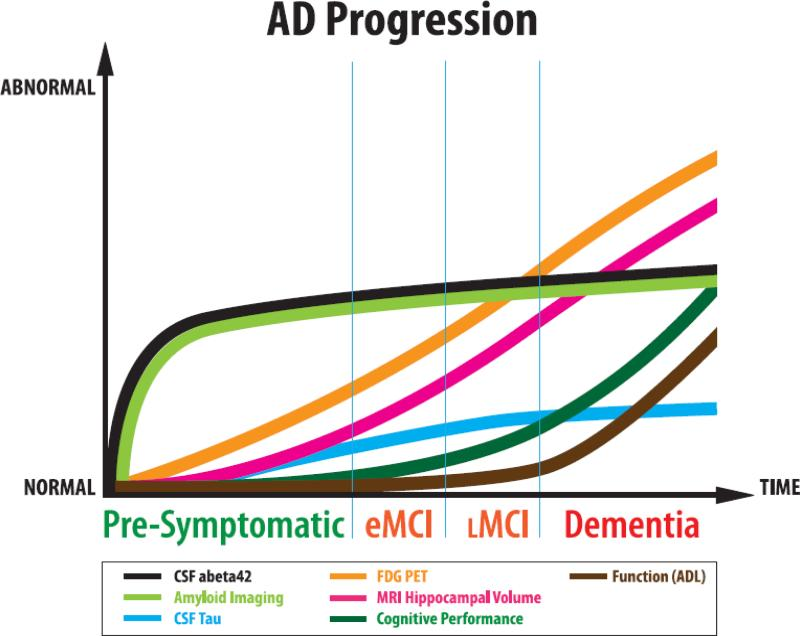 AD Progression
ABNORMAL
NORMAL
TIME
Pre-Symptomatic eMCI LMCI Dementia
CSF abeta42 FDG PET Function (ADL)
Amyloid Imaging MRI Hippocampal Volume
CSF Tau Cognitive Performance